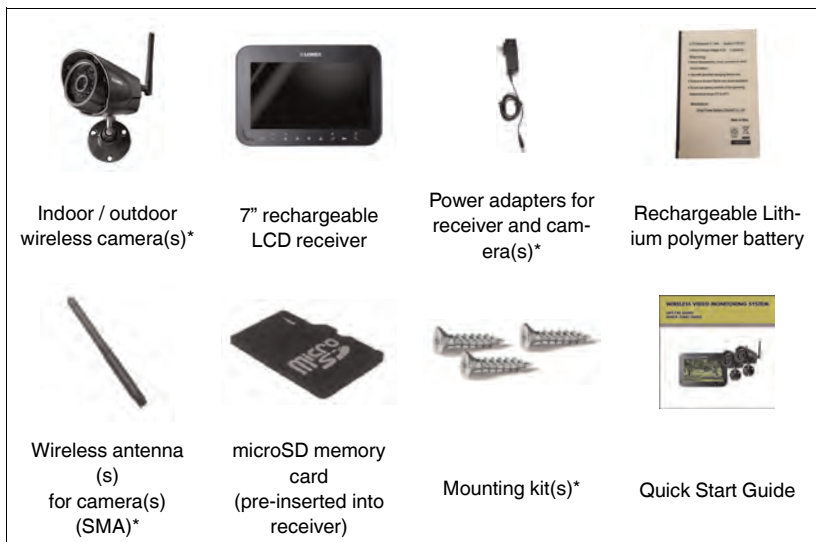 LOREX
Indoor / outdoor
wireless camera(s)*
7” rechargeable
LCD receiver
Power adapters for
receiver and cam-
era(s)*
Rechargeable Lith-
ium polymer battery
micro
SD
WIRELESS VIDEO MONITORING SYSTEM
Wireless antenna
(s)
for camera(s)
(SMA)*
microSD memory
card
(pre-inserted into
receiver)
Mounting kit(s)*
Quick Start Guide